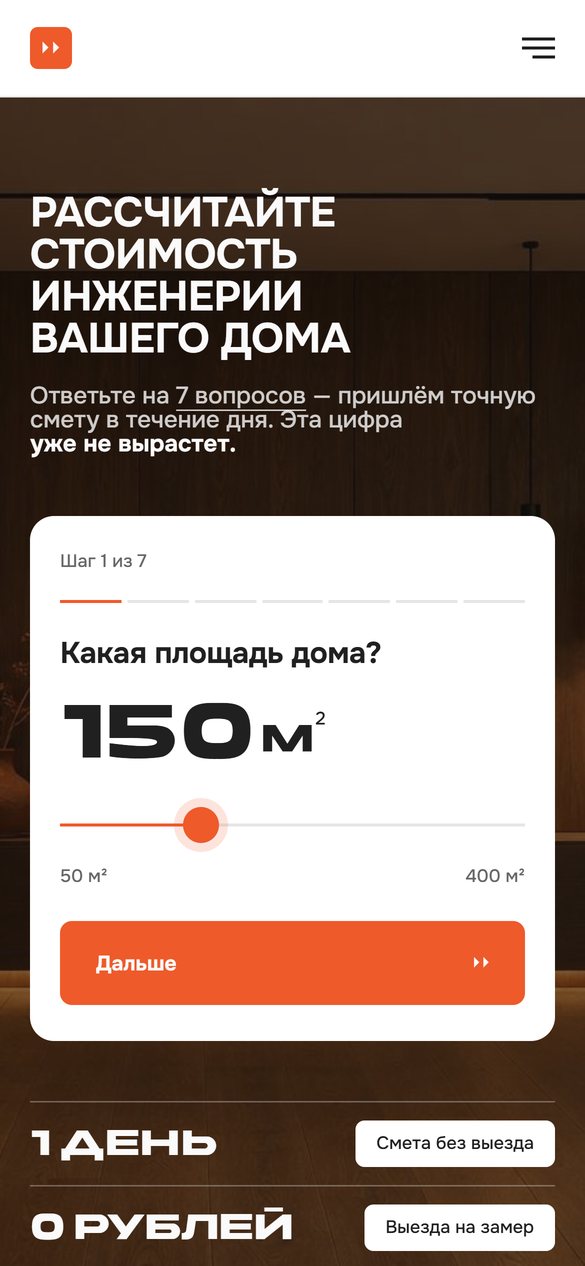 РАССЧИТАЙТЕ
СТОИМОСТЬ
ИНЖЕНЕРИИ
ВАШЕГО ДОМА
Ответьте на 7 вопросов — пришлём точную
смету в течение дня. Эта цифра
уже не вырастет.
Шаг 1 из 7
Какая площадь дома?
150 м²
50 м²
400 м²
Дальше
1 ДЕНЬ
Смета без выезда
0 РУБЛЕЙ
Выезда на замер